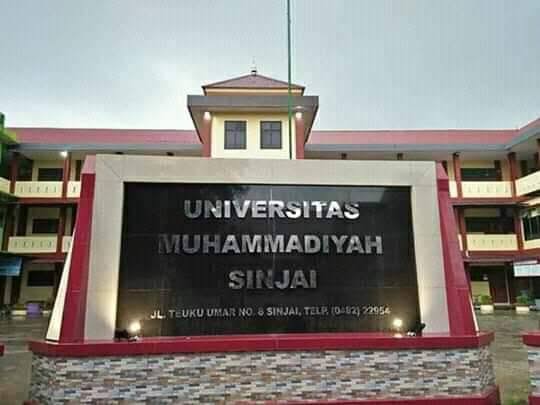 UNIVERSITAS
MUHAMMADIYAH
SINJAI
JL. TEUKU UMAR NO. 8 SINJAI, TELP. (0482) 22954